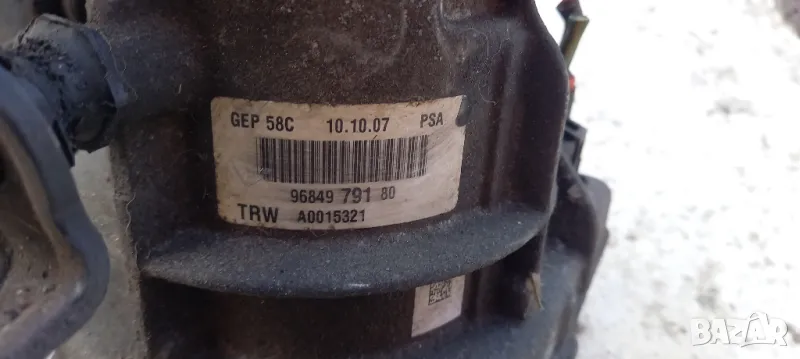 GEP 58C 10.10.07 PSA
96849 791 80
TRW A0015321
BAZAR